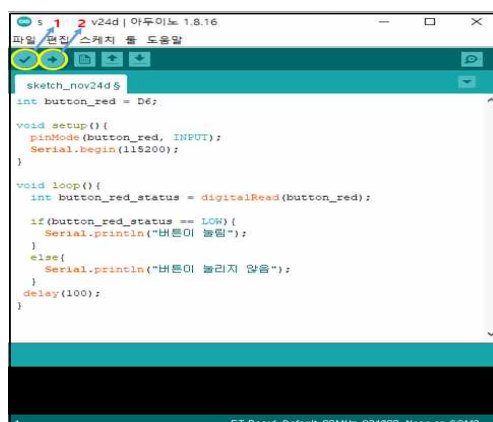 s 1 2 v24d | 아두이노 1.8.16
파일 편집 스케치 툴 도움말
sketch_nov24d §
int button_red = D6;
void setup(){
pinMode(button_red, INPUT);
Serial.begin(115200);
}
void loop(){
int button_red_status = digitalRead(button_red);
if(button_red_status == LOW){
Serial.println("버튼이 눌림");
}
else{
Serial.println("버튼이 눌리지 않음");
}
delay(100);
}